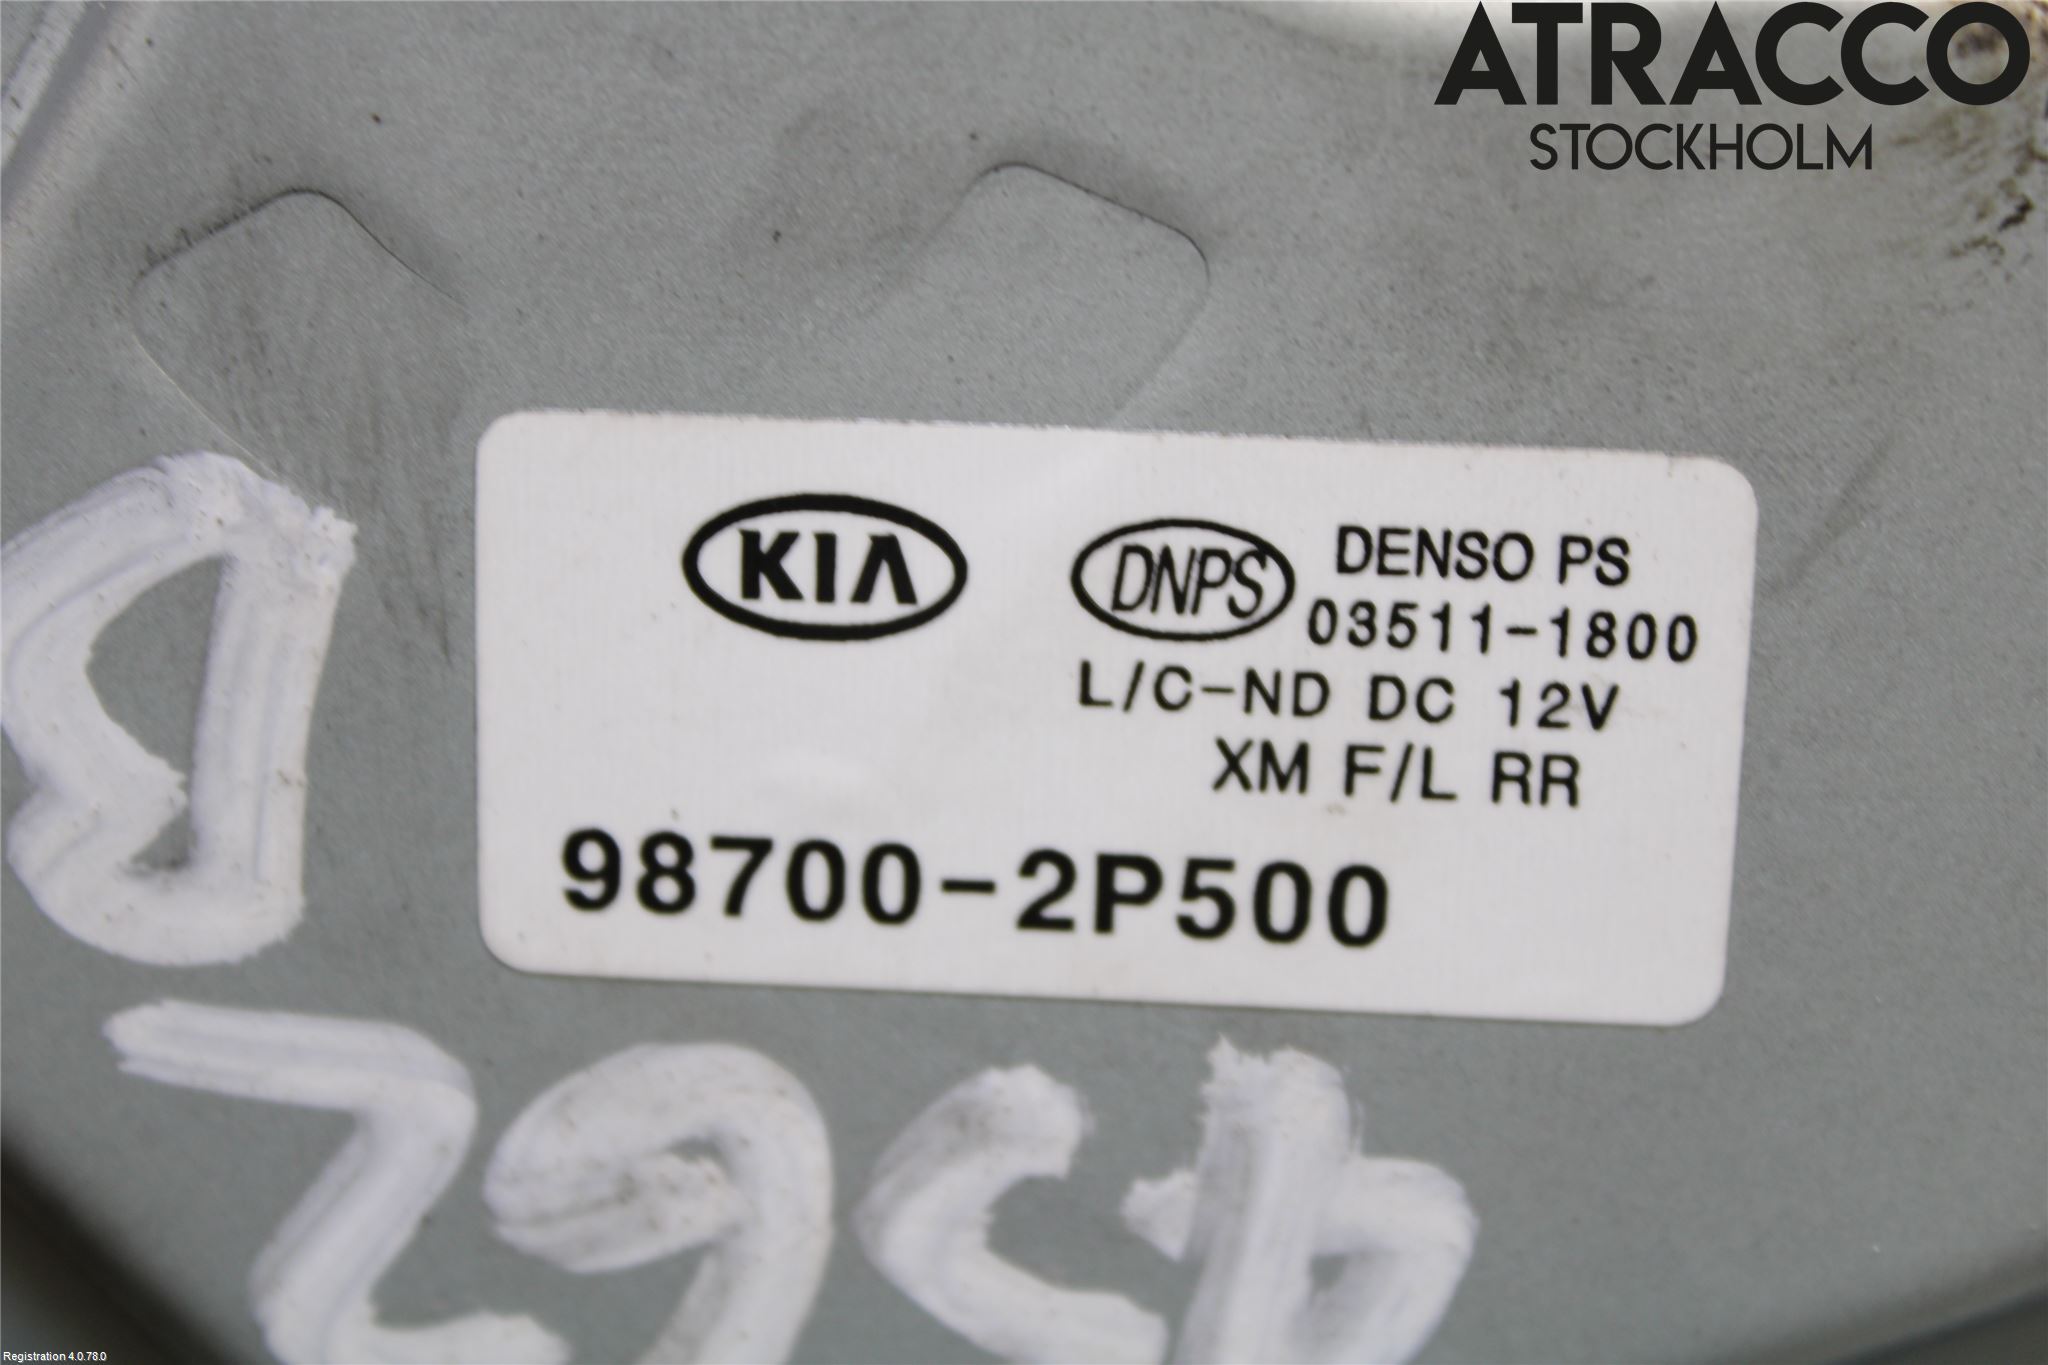 ATRACCO
STOCKHOLM
KIA
DNPS
DENSO PS
03511-1800
L/C-ND DC 12V
XM F/L RR
98700-2P500
Registration 4.0.78.0